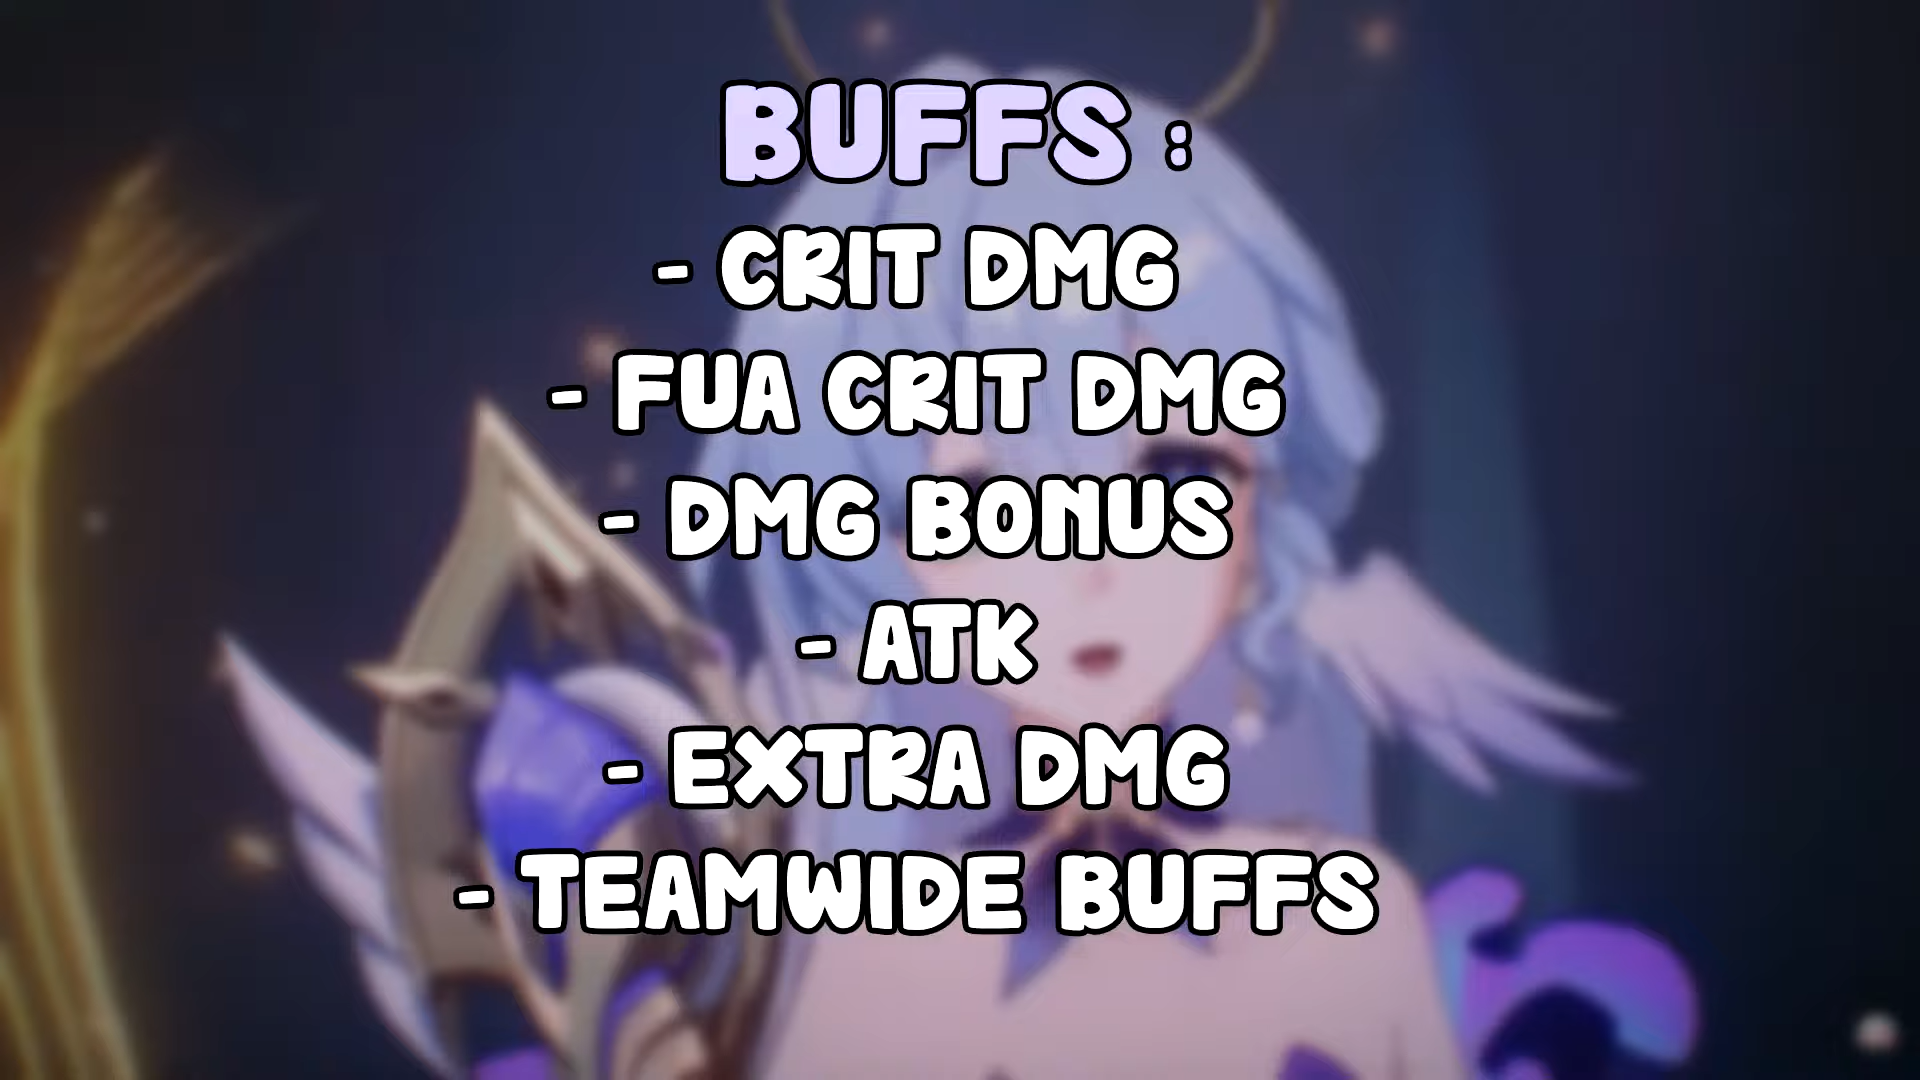 BUFFS :
- CRIT DMG
- FUA CRIT DMG
- DMG BONUS
- ATK
- EXTRA DMG
- TEAMWIDE BUFFS